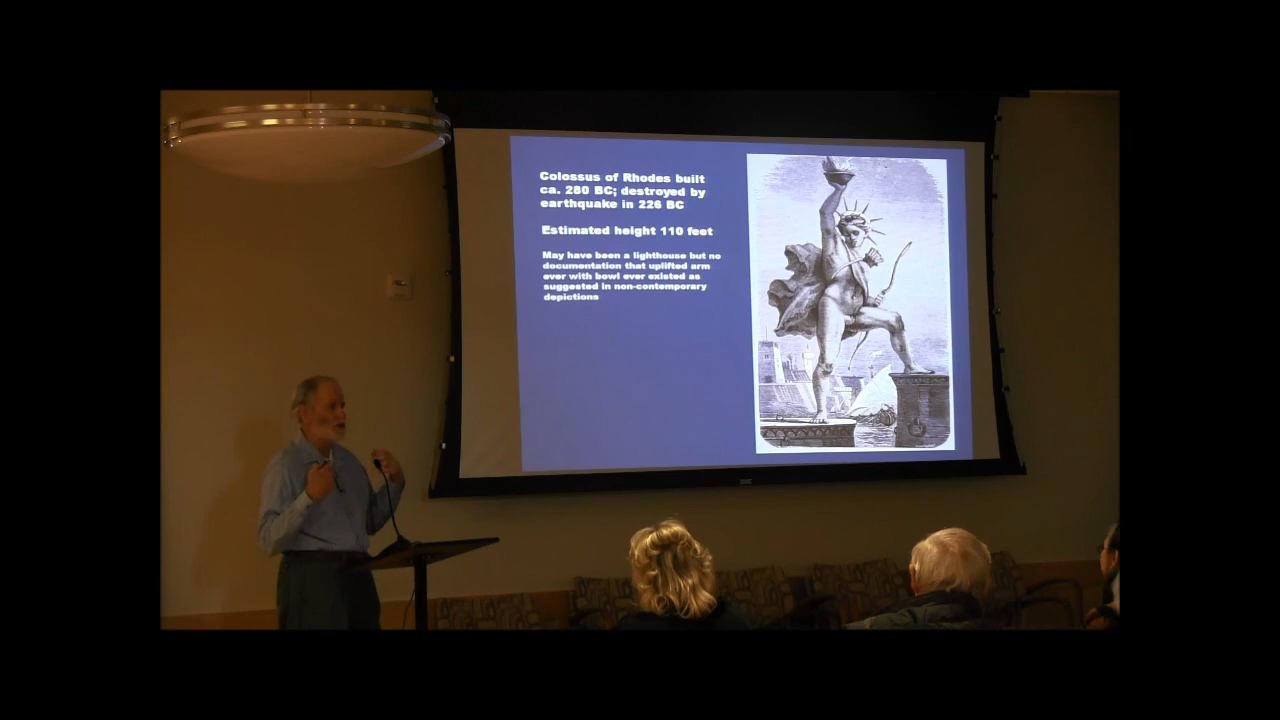 Colossus of Rhodes built
ca. 280 BC; destroyed by
earthquake in 226 BC
Estimated height 110 feet
May have been a lighthouse but no
documentation that uplifted arm
ever with bowl ever existed as
suggested in non-contemporary
depictions